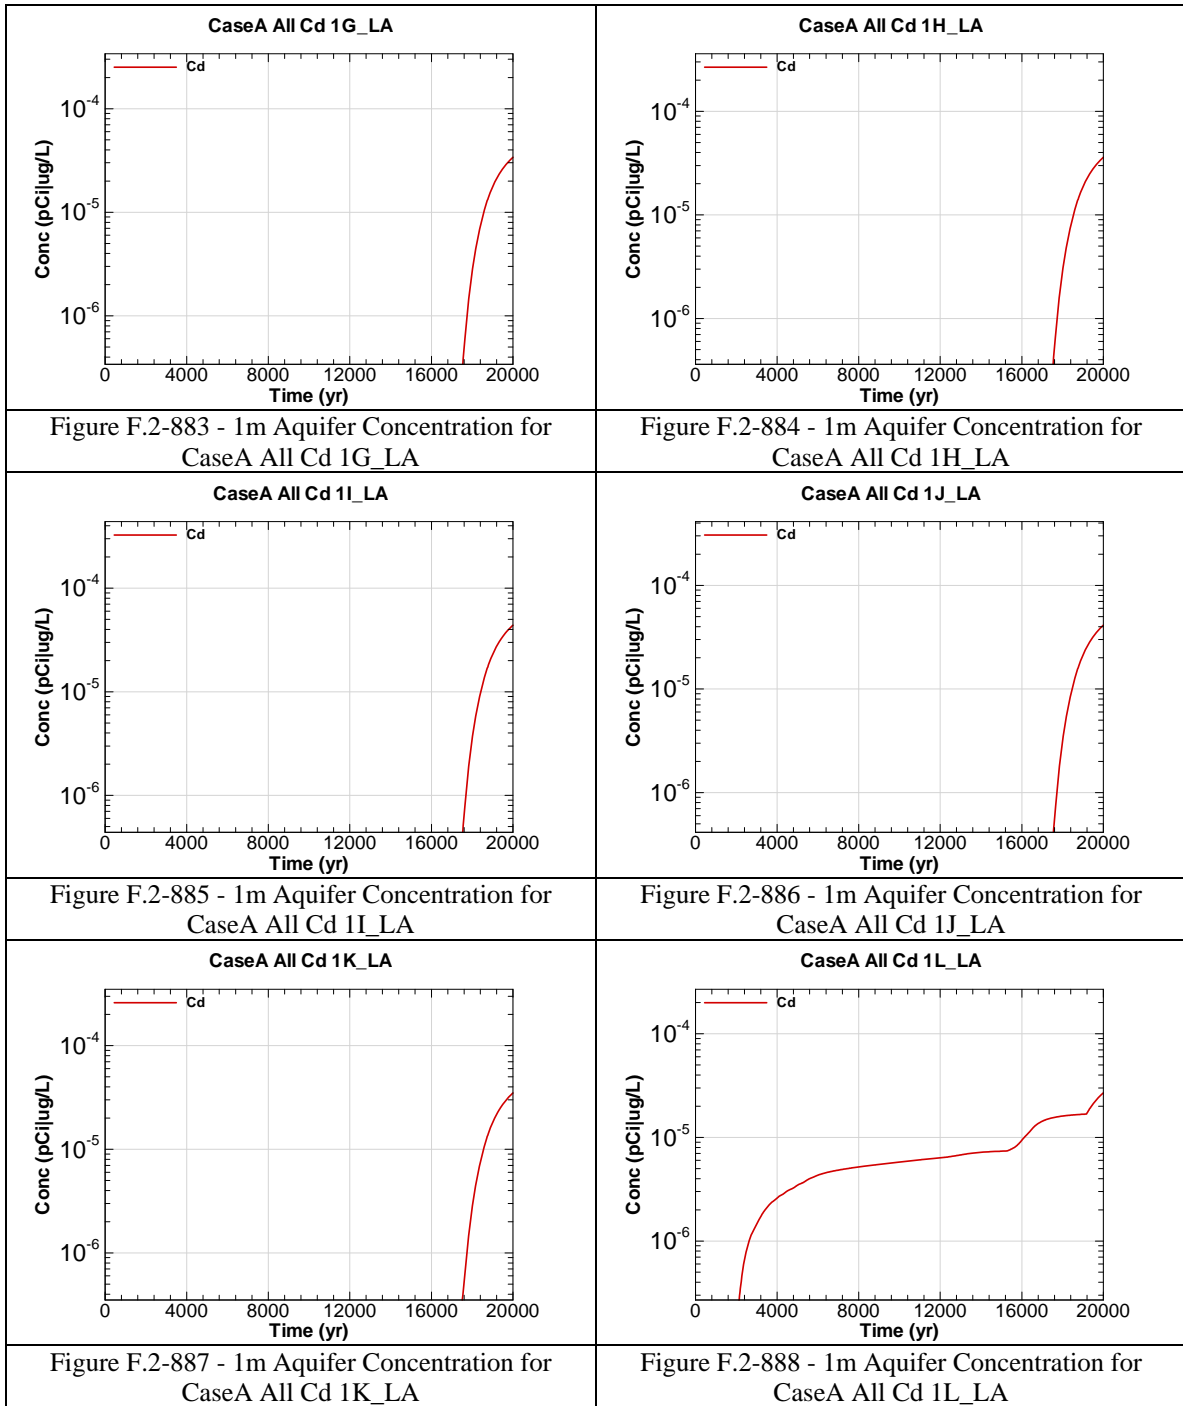 CaseA All Cd 1G_LA
Cd
Conc (pCi|ug/L)
10-4
10-5
10-6
0 4000 8000 12000 16000 20000
Time (yr)
Figure F.2-883 - 1m Aquifer Concentration for
CaseA All Cd 1G_LA
CaseA All Cd 1H_LA
Cd
Conc (pCi|ug/L)
10-4
10-5
10-6
0 4000 8000 12000 16000 20000
Time (yr)
Figure F.2-884 - 1m Aquifer Concentration for
CaseA All Cd 1H_LA
CaseA All Cd 1I_LA
Cd
Conc (pCi|ug/L)
10-4
10-5
10-6
0 4000 8000 12000 16000 20000
Time (yr)
Figure F.2-885 - 1m Aquifer Concentration for
CaseA All Cd 1I_LA
CaseA All Cd 1J_LA
Cd
Conc (pCi|ug/L)
10-4
10-5
10-6
0 4000 8000 12000 16000 20000
Time (yr)
Figure F.2-886 - 1m Aquifer Concentration for
CaseA All Cd 1J_LA
CaseA All Cd 1K_LA
Cd
Conc (pCi|ug/L)
10-4
10-5
10-6
0 4000 8000 12000 16000 20000
Time (yr)
Figure F.2-887 - 1m Aquifer Concentration for
CaseA All Cd 1K_LA
CaseA All Cd 1L_LA
Cd
Conc (pCi|ug/L)
10-4
10-5
10-6
0 4000 8000 12000 16000 20000
Time (yr)
Figure F.2-888 - 1m Aquifer Concentration for
CaseA All Cd 1L_LA